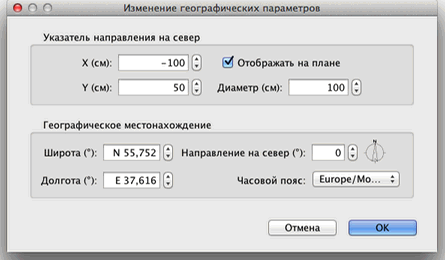 Изменение географических параметров
Указатель направления на север
X (см): -100 Отображать на плане
Y (см): 50 Диаметр (см): 100
Географическое местонахождение
Широта (°): N 55,752 Направление на север (°): 0 N
Долгота (°): E 37,616 Часовой пояс: Europe/Mo...
Отмена OK